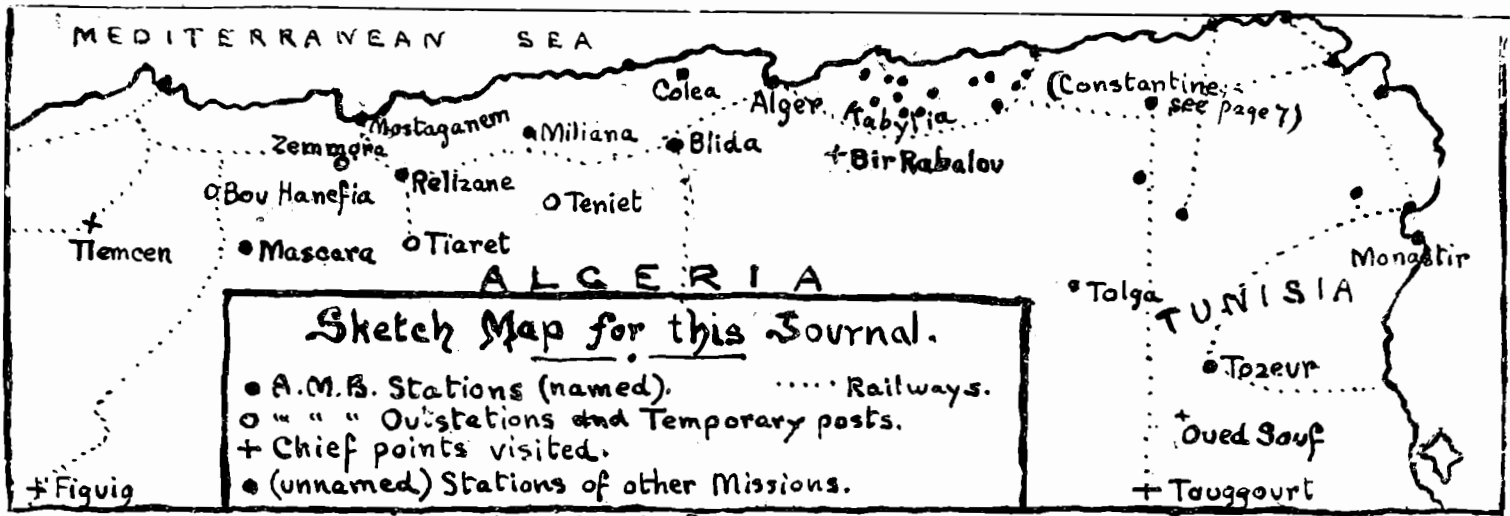 MEDITERRANEAN SEA
Colea
Alger
Kabylia
(Constantine,
see page 7)
Mostaganem
Miliana
Blida
Zemmora
Bir Rabalou
Relizane
Bou Hanefia
Teniet
Tlemcen
Mascara
Tiaret
Monastir
ALGERIA
Tolga
TUNISIA
Sketch Map for this Journal.
● A.M.B. Stations (named). ..... Railways.
○ " " " Outstations and Temporary posts.
+ Chief points visited.
● (unnamed) Stations of other Missions.
Tozeur
Oued Souf
Figuig
Touggourt